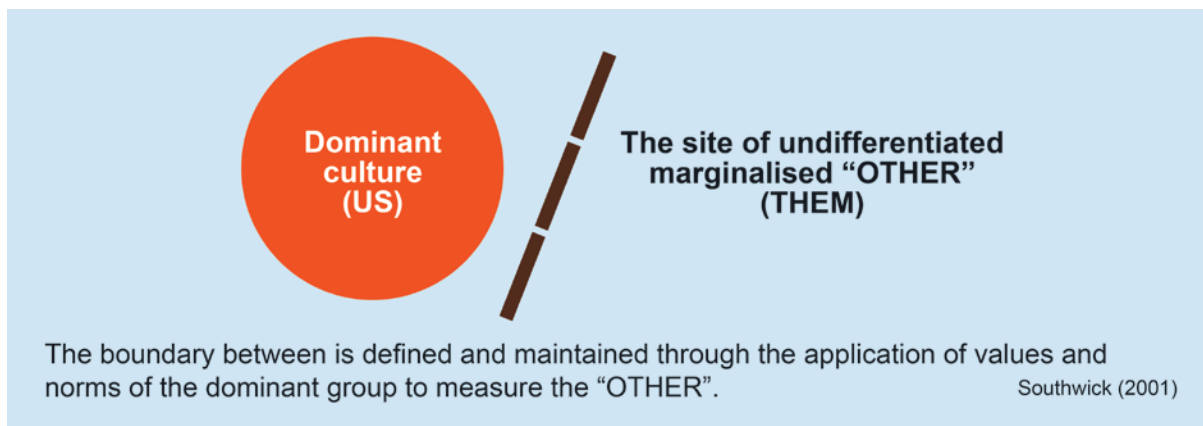 Dominant
culture
(US)
The site of undifferentiated
marginalised “OTHER”
(THEM)
The boundary between is defined and maintained through the application of values and
norms of the dominant group to measure the “OTHER”.
Southwick (2001)